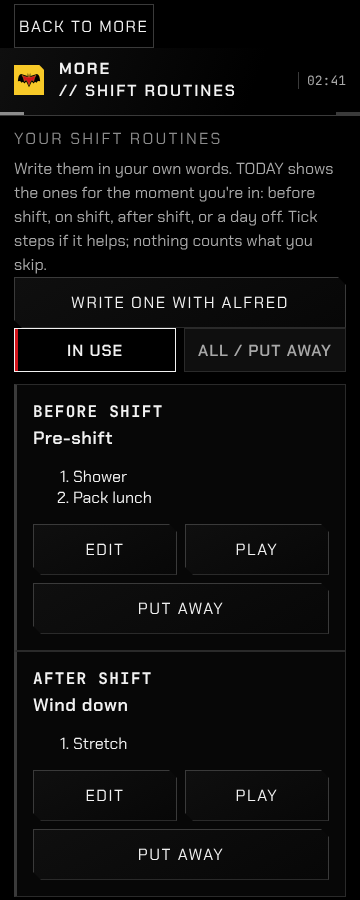 BACK TO MORE
MORE
// SHIFT ROUTINES
02:41
YOUR SHIFT ROUTINES
Write them in your own words. TODAY shows
the ones for the moment you're in: before
shift, on shift, after shift, or a day off. Tick
steps if it helps; nothing counts what you
skip.
WRITE ONE WITH ALFRED
IN USE
ALL / PUT AWAY
BEFORE SHIFT
Pre-shift
1. Shower
2. Pack lunch
EDIT
PLAY
PUT AWAY
AFTER SHIFT
Wind down
1. Stretch
EDIT
PLAY
PUT AWAY